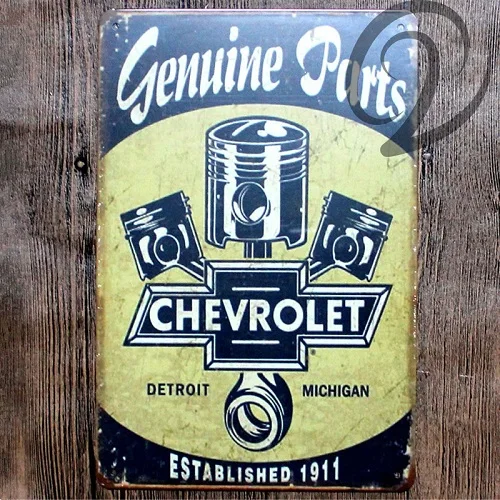 Genuine Parts
CHEVROLET
DETROIT MICHIGAN
ESTABLISHED 1911